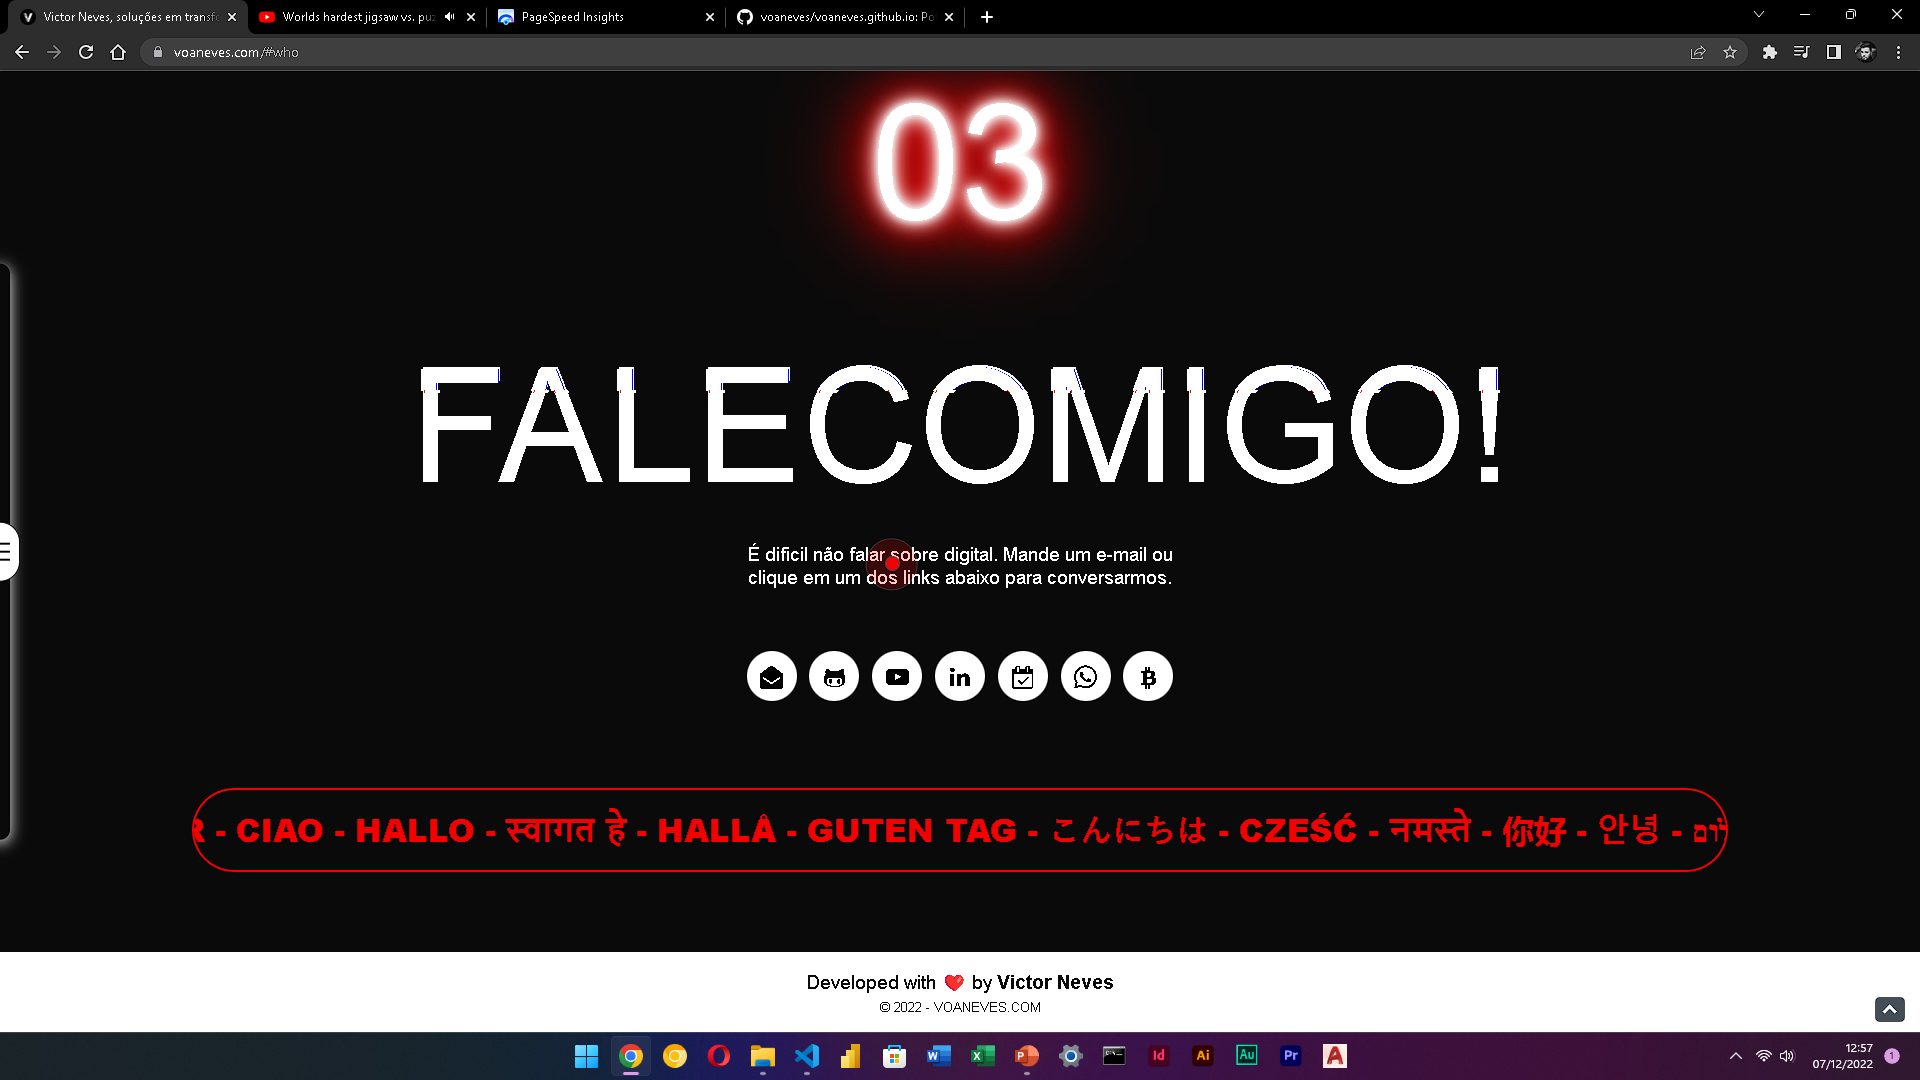 Victor Neves, soluções em transf
Worlds hardest jigsaw vs. puz
PageSpeed Insights
voaneves/voaneves.github.io: Po
voaneves.com/#who
03
FALECOMIGO!
É dificil não falar sobre digital. Mande um e-mail ou
clique em um dos links abaixo para conversarmos.
R - CIAO - HALLO - स्वागत हे - HALLÅ - GUTEN TAG - こんにちは - CZEŚĆ - नमस्ते - 你好 - 안녕 -
Developed with ❤️ by Victor Neves
© 2022 - VOANEVES.COM
12:57
07/12/2022
1